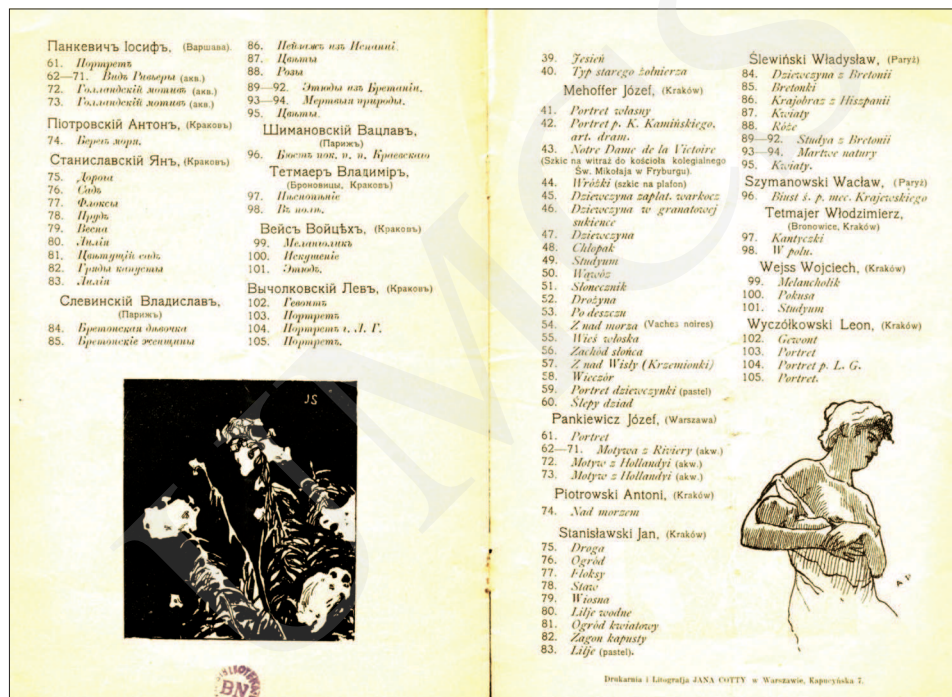 Панкевичъ Іосифъ, (Варшава).
61. Портретъ
62—71. Видъ Ривьеры (акв.)
72. Голландскій мотивъ (акв.)
73. Голландскій мотивъ (акв.)
Піотровскій Антонъ, (Краковъ)
74. Берегъ моря.
Станиславскій Янъ, (Краковъ)
75. Дорога
76. Садъ
77. Флоксы
78. Прудъ
79. Весна
80. Лилія
81. Цвѣтущій садъ
82. Гряды капусты
83. Лилія
Слевинскій Владиславъ,
(Парижъ)
84. Бретонская дѣвочка
85. Бретонскіе женщины
86. Пейзажъ изъ Испаніи.
87. Цвѣты
88. Розы
89—92. Этюды изъ Бретаніи.
93—94. Мертвая природа.
95. Цвѣты.
Шимановскій Вацлавъ,
(Парижъ)
96. Бюстъ пок. п. п. Краевскаго
Тетмаеръ Владиміръ,
(Броновицы, Краковъ)
97.
98. Въ полѣ.
Вейсъ Войцѣхъ, (Краковъ)
99. Меланхоликъ
100. Искушеніе
101. Этюдъ.
Вычолковскій Левъ, (Краковъ)
102. Гевонтъ
103. Портретъ
104. Портретъ г. Л. Г.
105. Портретъ.
JS
BN
39. Jesień
40. Typ starego żołnierza
Mehoffer Józef, (Kraków)
41. Portret własny
42. Portret p. K. Kamińskiego,
art. dram.
43. Notre Dame de la Victoire
(Szkic na witraż do kościoła kolegialnego
Św. Mikołaja w Fryburgu).
44. Wróżki (szkic na plafon)
45. Dziewczyna zaplat. warkocz
46. Dziewczyna w granatowej
sukience
47. Dziewczyna
48. Chłopak
49. Studyum
50. Wąwóz
51. Słonecznik
52. Drożyna
53. Po deszczu
54. Z nad morza (Vaches noires)
55. Wieś włoska
56. Zachód słońca
57. Z nad Wisły (Krzemionki)
58. Wieczór
59. Portret dziewczynki (pastel)
60. Ślepy dziad
Pankiewicz Józef, (Warszawa)
61. Portret
62—71. Motywa z Riviery (akw.)
72. Motyw z Hollandyi (akw.)
73. Motyw z Hollandyi (akw.)
Piotrowski Antoni, (Kraków)
74. Nad morzem
Stanisławski Jan, (Kraków)
75. Droga
76. Ogród
77. Floksy
78. Staw
79. Wiosna
80. Lilje wodne
81. Ogród kwiatowy
82. Zagon kapusty
83. Lilje (pastel).
Ślewiński Władysław, (Paryż)
84. Dziewczyna z Bretonii
85. Bretonki
86. Krajobraz z Hiszpanii
87. Kwiaty
88. Róże
89—92. Studya z Bretonii
93—94. Martwe natury
95. Kwiaty.
Szymanowski Wacław, (Paryż)
96. Biust ś. p. mec. Krajewskiego
Tetmajer Włodzimierz,
(Bronowice, Kraków)
97. Kantyczki
98. W polu.
Wejss Wojciech, (Kraków)
99. Melancholik
100. Pokusa
101. Studyum
Wyczółkowski Leon, (Kraków)
102. Gewont
103. Portret
104. Portret p. L. G.
105. Portret.
Drukarnia i Litografja JANA COTTY w Warszawie, Kapucyńska 7.
UMCS